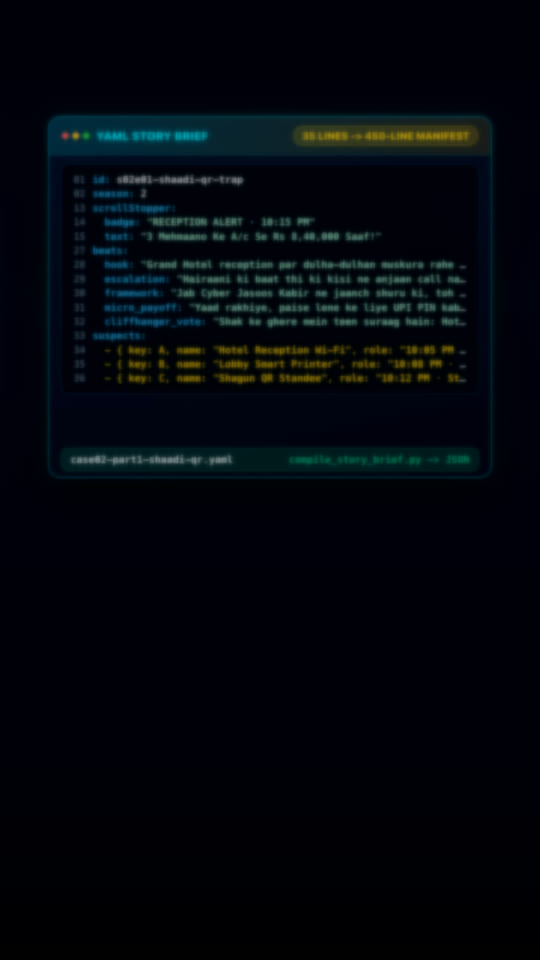 YAML STORY BRIEF
35 LINES -> 450-LINE MANIFEST
01 id: s02e01-shaadi-qr-trap
02 season: 2
13 scrollStopper:
14 badge: "RECEPTION ALERT · 10:15 PM"
15 text: "3 Mehmaano Ke A/c Se Rs 8,40,000 Saaf!"
27 beats:
28 hook: "Grand Hotel reception par dulha-dulhan muskura rahe …
29 escalation: "Hairaani ki baat thi ki kisi ne anjaan call na…
30 framework: "Jab Cyber Jasoos Kabir ne jaanch shuru ki, toh …
31 micro_payoff: "Yaad rakhiye, paise lene ke liye UPI PIN kab…
32 cliffhanger_vote: "Shak ke ghere mein teen suraag hain: Hot…
33 suspects:
34 - { key: A, name: "Hotel Reception Wi-Fi", role: "10:05 PM …
35 - { key: B, name: "Lobby Smart Printer", role: "10:08 PM · …
36 - { key: C, name: "Shagun QR Standee", role: "10:12 PM · St…
case02-part1-shaadi-qr.yaml
compile_story_brief.py -> JSON